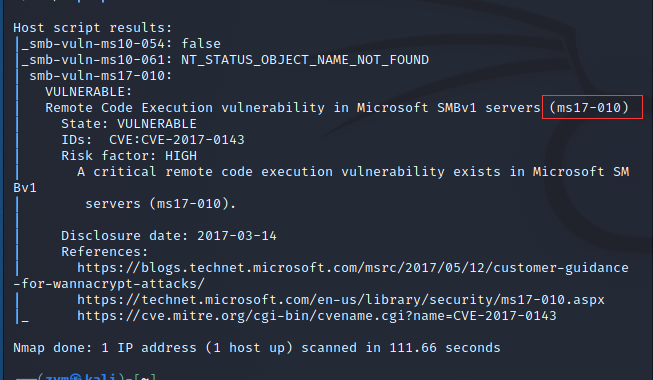 Host script results:
|_smb-vuln-ms10-054: false
|_smb-vuln-ms10-061: NT_STATUS_OBJECT_NAME_NOT_FOUND
| smb-vuln-ms17-010:
|   VULNERABLE:
|   Remote Code Execution vulnerability in Microsoft SMBv1 servers (ms17-010)
|     State: VULNERABLE
|     IDs:  CVE:CVE-2017-0143
|     Risk factor: HIGH
|       A critical remote code execution vulnerability exists in Microsoft SM
Bv1
|        servers (ms17-010).
|
|     Disclosure date: 2017-03-14
|     References:
|       https://blogs.technet.microsoft.com/msrc/2017/05/12/customer-guidance
-for-wannacrypt-attacks/
|       https://technet.microsoft.com/en-us/library/security/ms17-010.aspx
|_      https://cve.mitre.org/cgi-bin/cvename.cgi?name=CVE-2017-0143
Nmap done: 1 IP address (1 host up) scanned in 111.66 seconds